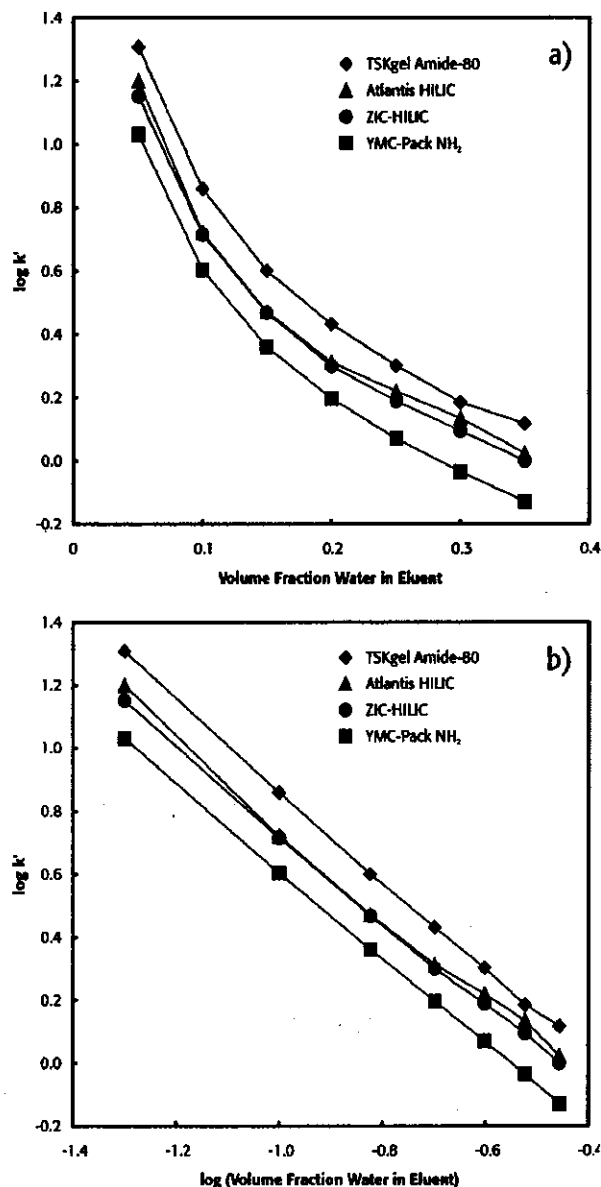 1.4
a)
TSKgel Amide-80
1.2
Atlantis HILIC
ZIC-HILIC
1.0
YMC-Pack NH₂
0.8
log k'
0.6
0.4
0.2
0.0
-0.2
0 0.1 0.2 0.3 0.4
Volume Fraction Water in Eluent
1.4
b)
TSKgel Amide-80
1.2
Atlantis HILIC
ZIC-HILIC
1.0
YMC-Pack NH₂
0.8
log k'
0.6
0.4
0.2
0.0
-0.2
-1.4 -1.2 -1.0 -0.8 -0.6 -0.4
log (Volume Fraction Water in Eluent)